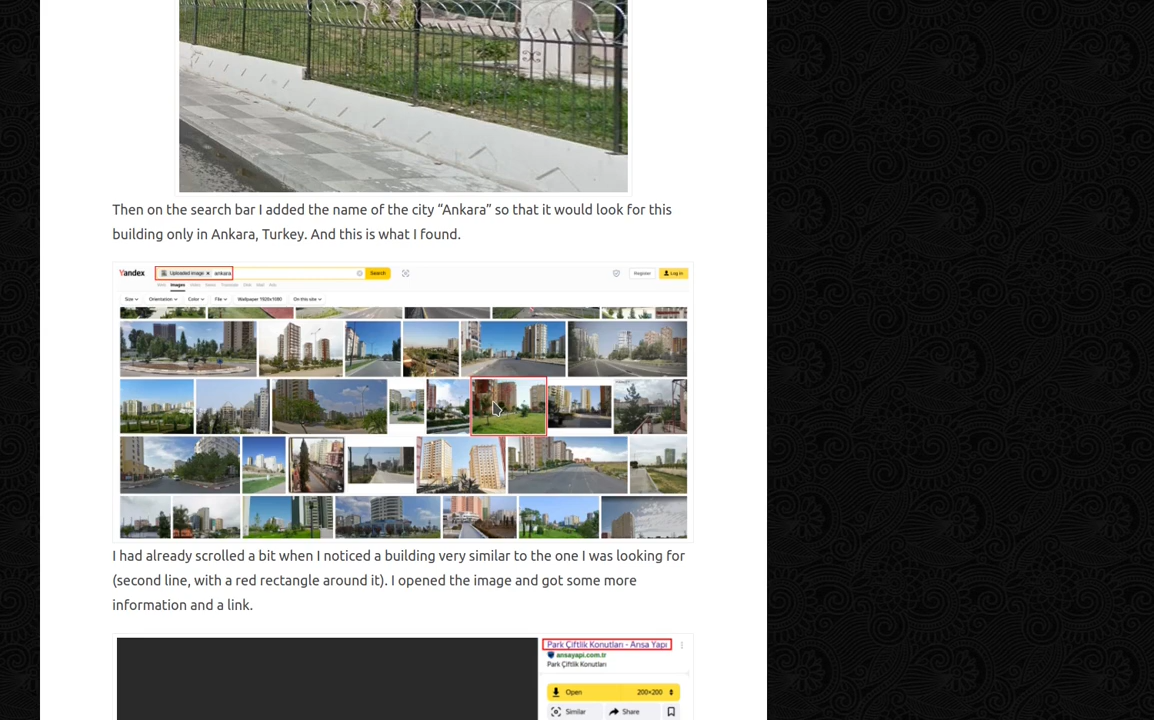 Then on the search bar I added the name of the city “Ankara” so that it would look for this
building only in Ankara, Turkey. And this is what I found.
Yandex
Uploaded image × ankara
Search
Register
Log in
Images
Size
Orientation
Color
File
Wallpaper 1920x1080
On this site
I had already scrolled a bit when I noticed a building very similar to the one I was looking for
(second line, with a red rectangle around it). I opened the image and got some more
information and a link.
Park Çiftlik Konutları - Ansa Yapı
ansayapi.com.tr
Park Çiftlik Konutları
Open
200×200
Similar
Share